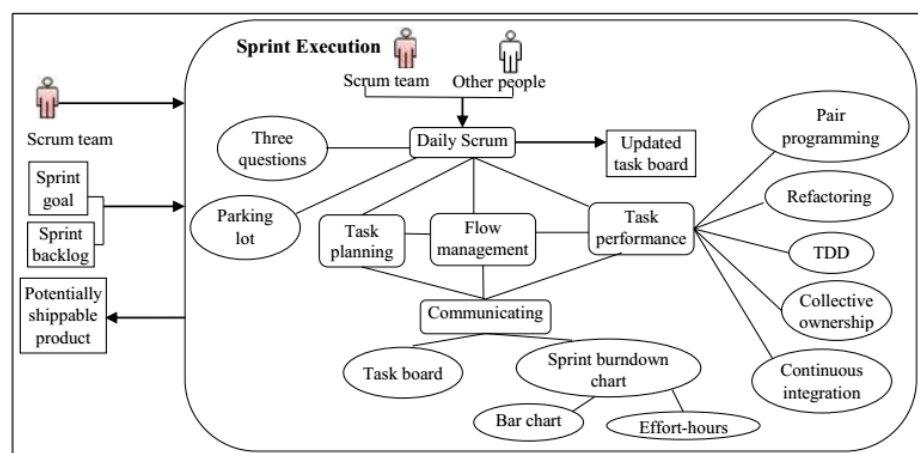 Sprint Execution
Scrum team
Other people
Scrum team
Sprint
goal
Sprint
backlog
Potentially
shippable
product
Three
questions
Daily Scrum
Updated
task board
Parking
lot
Task
planning
Flow
management
Task
performance
Communicating
Task board
Sprint burndown
chart
Bar chart
Effort-hours
Pair
programming
Refactoring
TDD
Collective
ownership
Continuous
integration